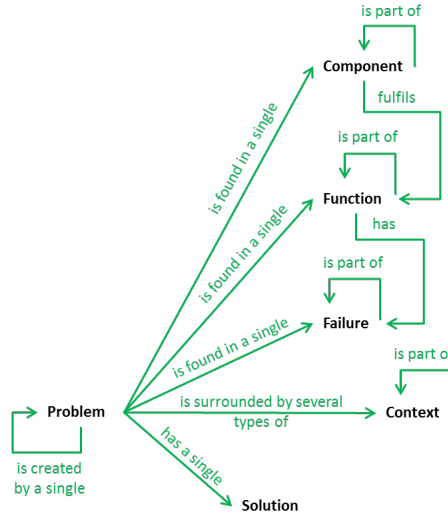 is part of
Component
fulfils
is part of
is found in a single
Function
is found in a single
has
is part of
Failure
is found in a single
is part o
is surrounded by several
types of
Problem
Context
is created
by a single
has a single
Solution